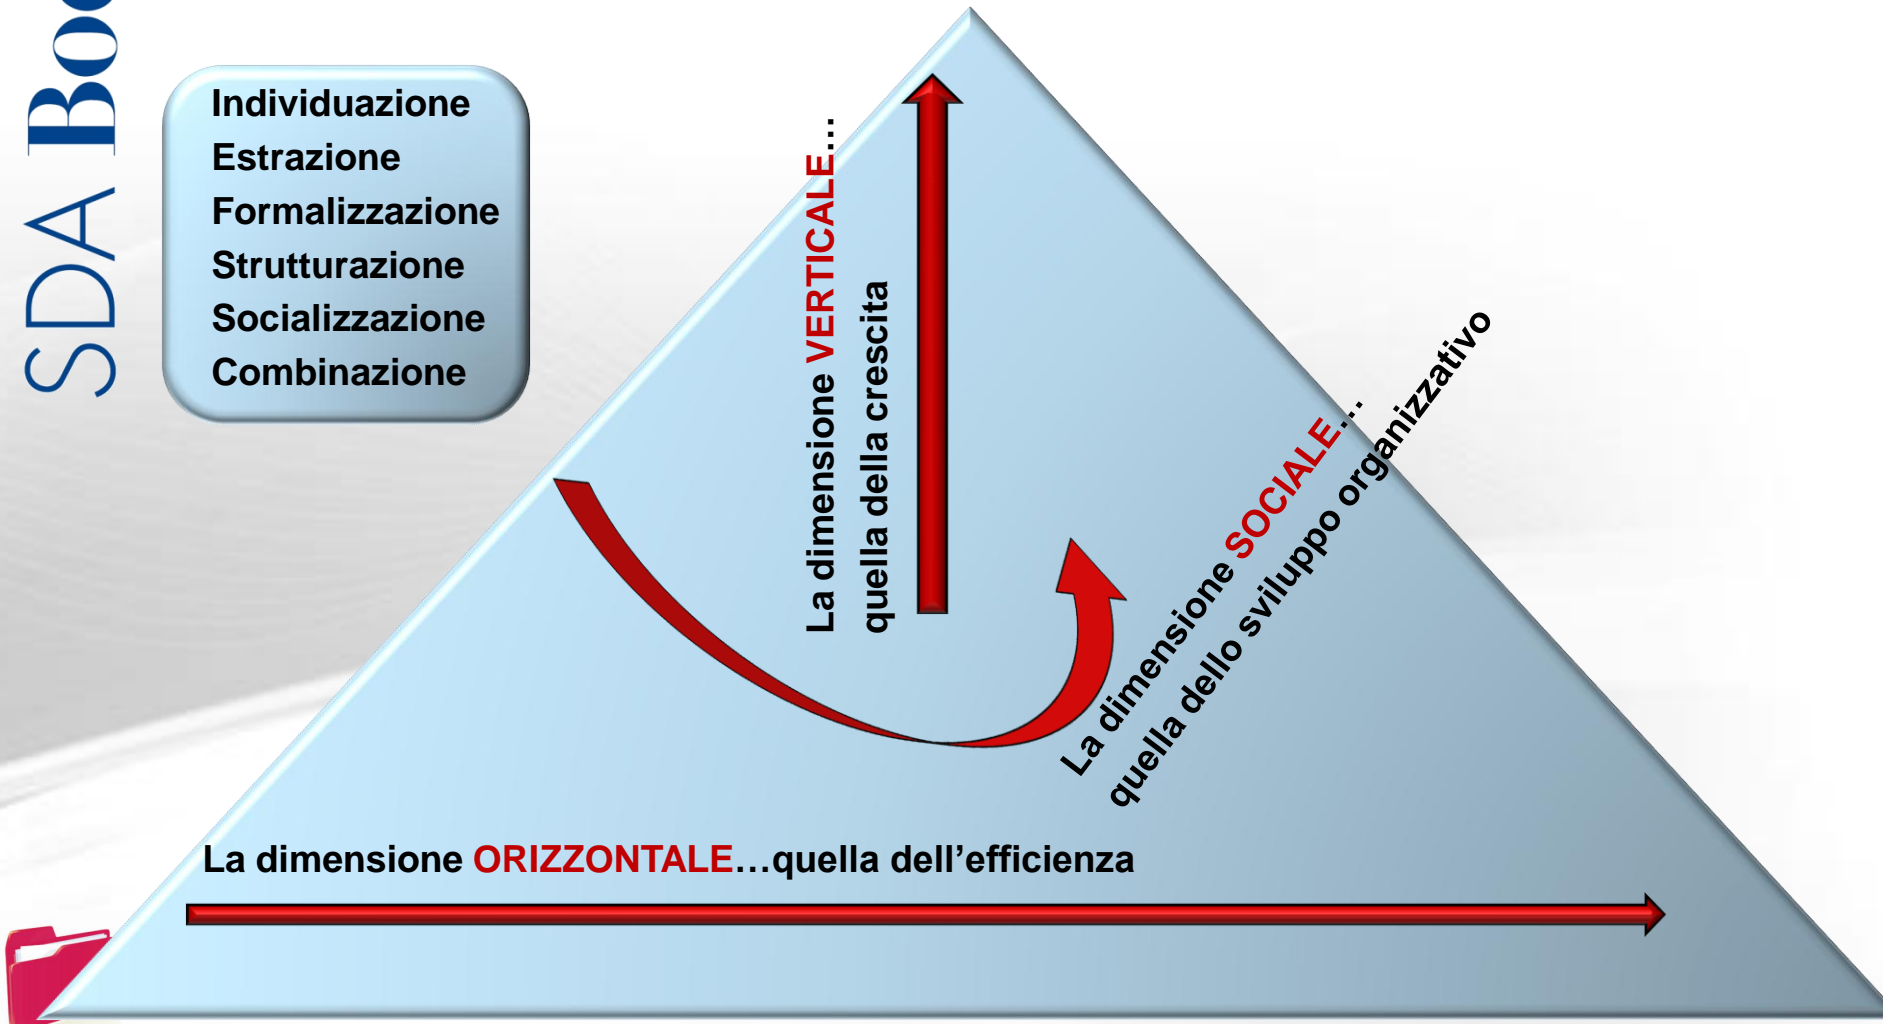 SDA Boc
Individuazione
Estrazione
Formalizzazione
Strutturazione
Socializzazione
Combinazione
La dimensione VERTICALE…
quella della crescita
La dimensione SOCIALE…
quella dello sviluppo organizzativo
La dimensione ORIZZONTALE…quella dell’efficienza